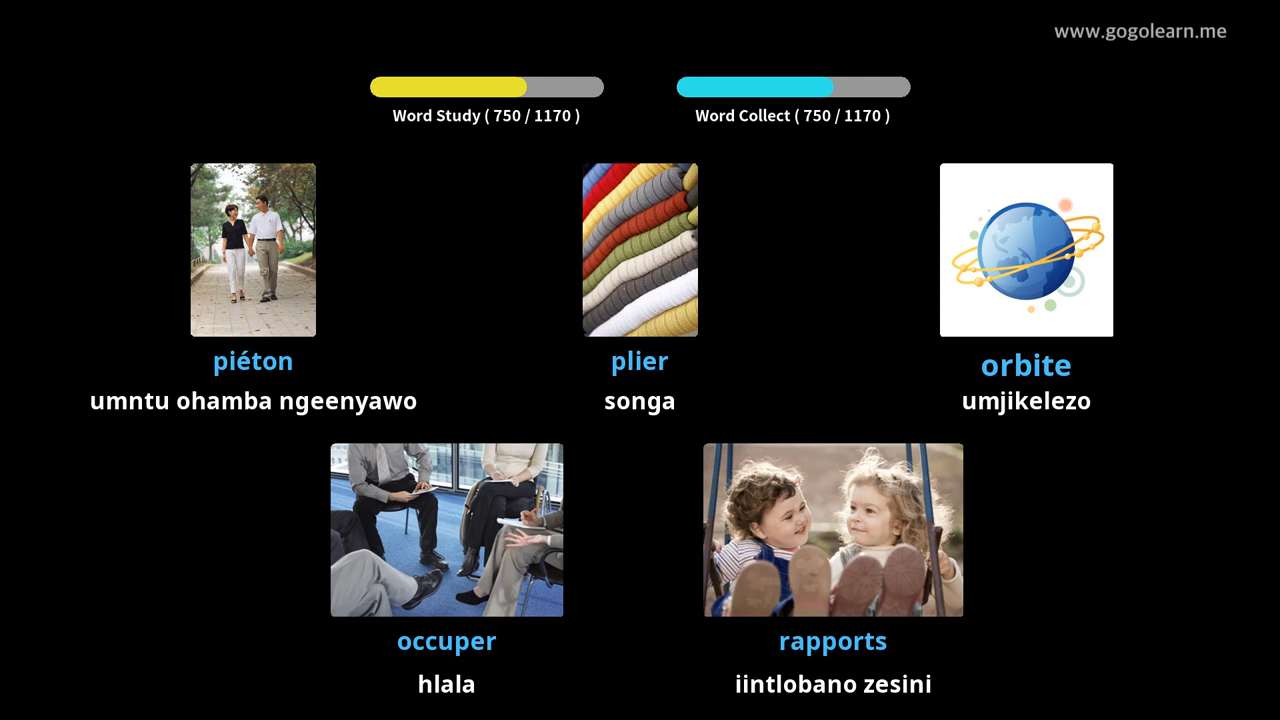 www.gogolearn.me
Word Study ( 750 / 1170 )
Word Collect ( 750 / 1170 )
piéton
umntu ohamba ngeenyawo
plier
songa
orbite
umjikelezo
occuper
hlala
rapports
iintlobano zesini